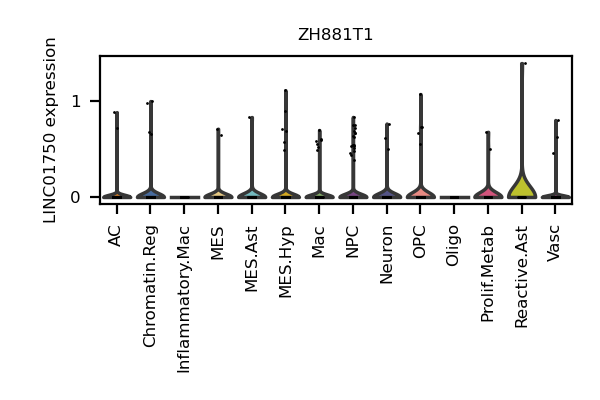 ZH881T1
LINC01750 expression
1
0
AC
Chromatin.Reg
Inflammatory.Mac
MES
MES.Ast
MES.Hyp
Mac
NPC
Neuron
OPC
Oligo
Prolif.Metab
Reactive.Ast
Vasc